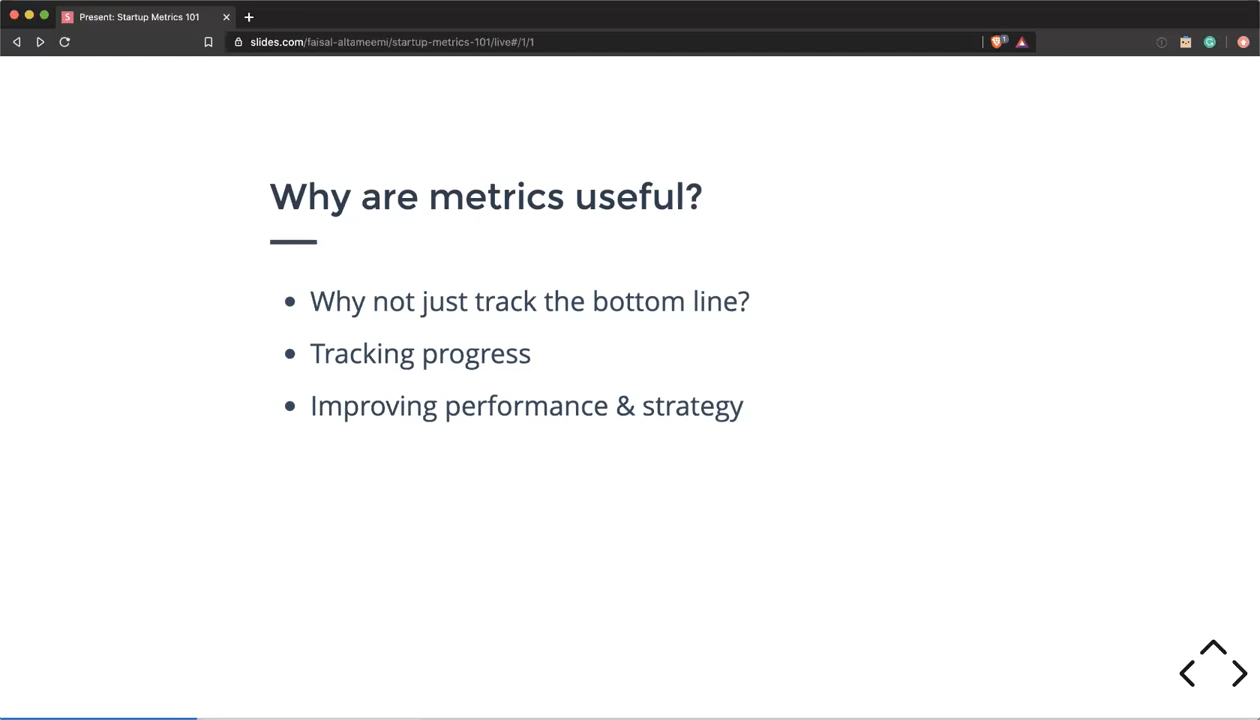 S Present: Startup Metrics 101
slides.com/faisal-altameemi/startup-metrics-101/live#/1/1
1
Why are metrics useful?
Why not just track the bottom line?
Tracking progress
Improving performance & strategy